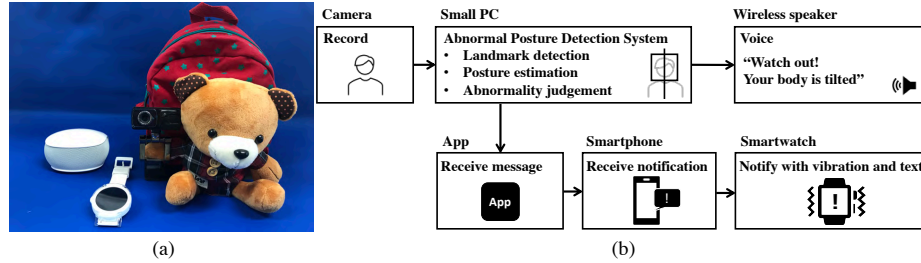 Camera
Record
Small PC
Abnormal Posture Detection System
• Landmark detection
• Posture estimation
• Abnormality judgement
Wireless speaker
Voice
“Watch out!
Your body is tilted”
App
Receive message
App
Smartphone
Receive notification
!
Smartwatch
Notify with vibration and text
!
(a)
(b)